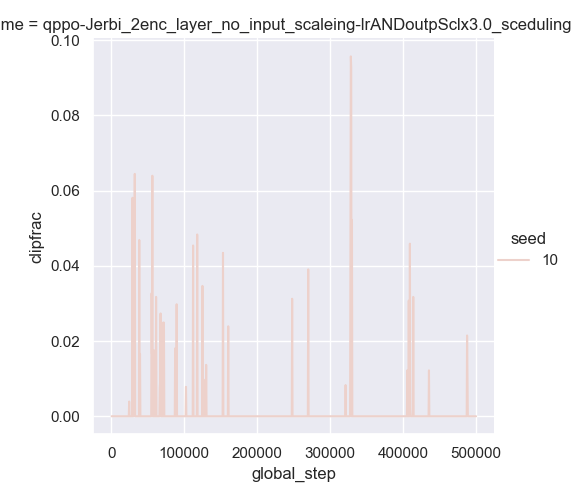 me = qppo-Jerbi_2enc_layer_no_input_scaleing-lrANDoutpSclx3.0_sceduling
0.10
0.08
0.06
0.04
0.02
0.00
clipfrac
0 100000 200000 300000 400000 500000
global_step
seed
10